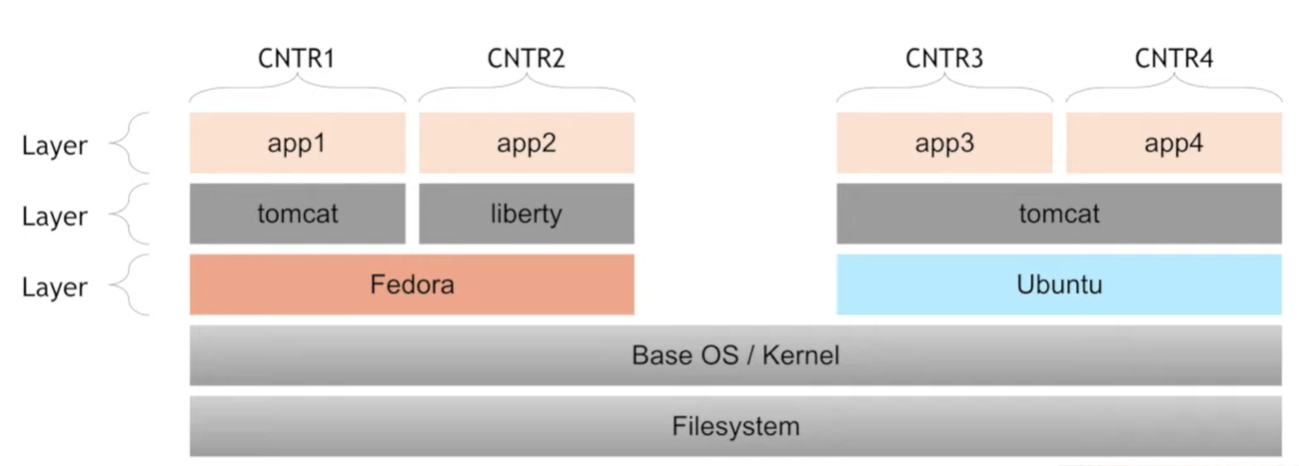 CNTR1 CNTR2 CNTR3 CNTR4
Layer app1 app2 app3 app4
Layer tomcat liberty tomcat
Layer Fedora Ubuntu
Base OS / Kernel
Filesystem